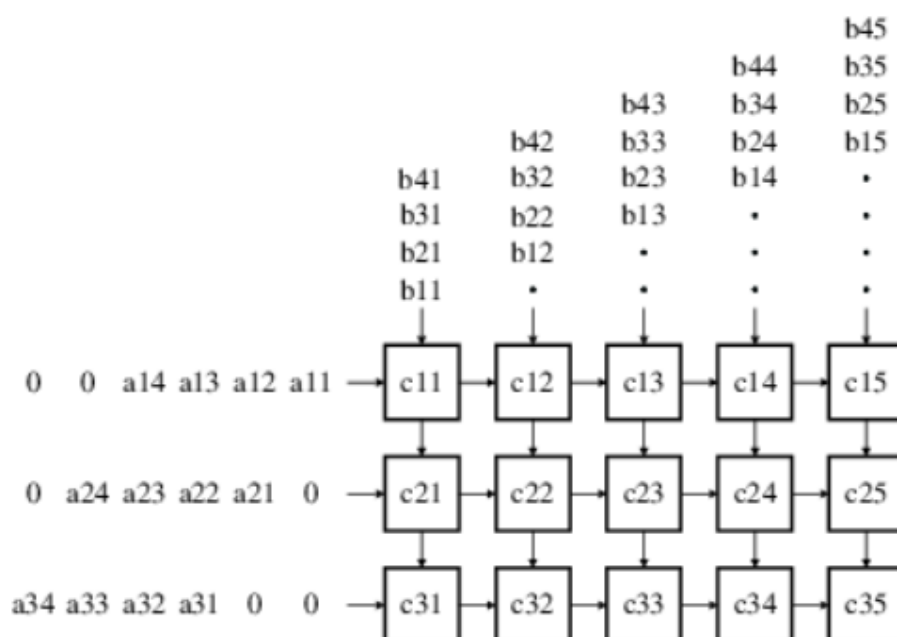 b45
b44 b35
b43 b34 b25
b42 b33 b24 b15
b41 b32 b23 b14 •
b31 b22 b13 • •
b21 b12 • • •
b11 • • • •
0 0 a14 a13 a12 a11 c11 c12 c13 c14 c15
0 a24 a23 a22 a21 0 c21 c22 c23 c24 c25
a34 a33 a32 a31 0 0 c31 c32 c33 c34 c35